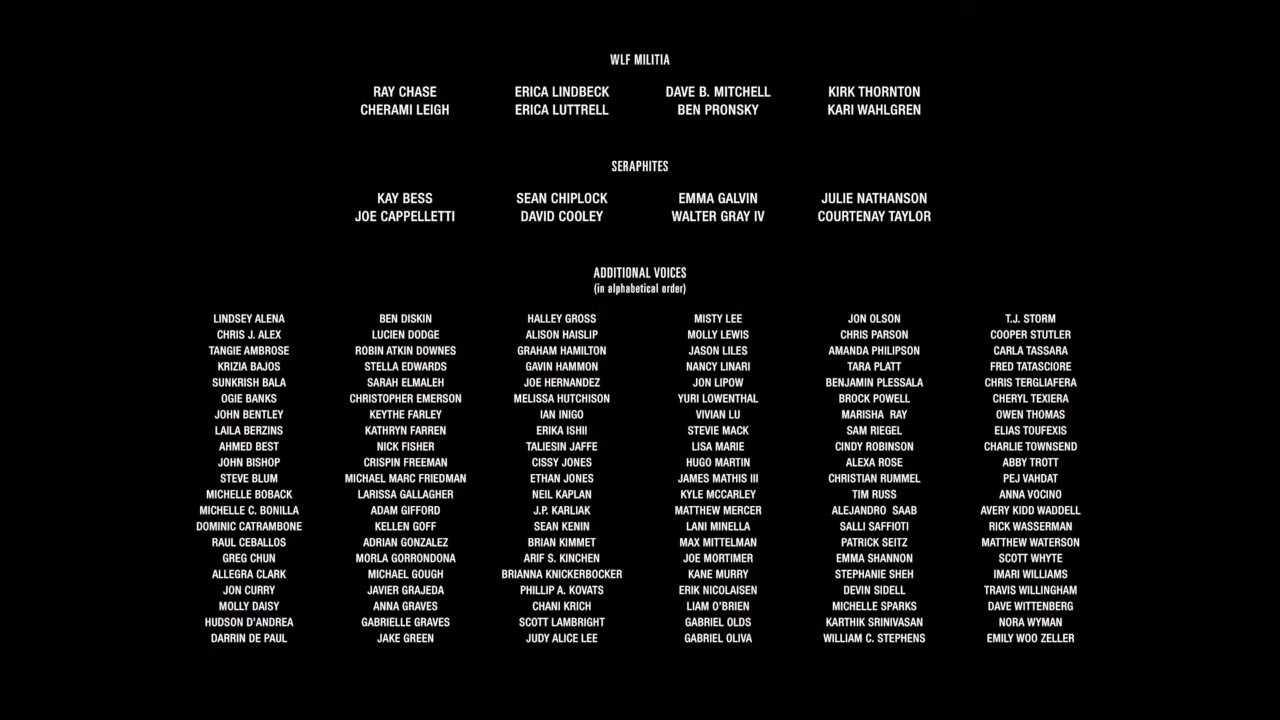 WLF MILITIA
RAY CHASE ERICA LINDBECK DAVE B. MITCHELL KIRK THORNTON
CHERAMI LEIGH ERICA LUTTRELL BEN PRONSKY KARI WAHLGREN
SERAPHITES
KAY BESS SEAN CHIPLOCK EMMA GALVIN JULIE NATHANSON
JOE CAPPELLETTI DAVID COOLEY WALTER GRAY IV COURTENAY TAYLOR
ADDITIONAL VOICES
(in alphabetical order)
LINDSEY ALENA BEN DISKIN HALLEY GROSS MISTY LEE JON OLSON T.J. STORM
CHRIS J. ALEX LUCIEN DODGE ALISON HAISLIP MOLLY LEWIS CHRIS PARSON COOPER STUTLER
TANGIE AMBROSE ROBIN ATKIN DOWNES GRAHAM HAMILTON JASON LILES AMANDA PHILIPSON CARLA TASSARA
KRIZIA BAJOS STELLA EDWARDS GAVIN HAMMON NANCY LINARI TARA PLATT FRED TATASCIORE
SUNKRISH BALA SARAH ELMALEH JOE HERNANDEZ JON LIPOW BENJAMIN PLESSALA CHRIS TERGLIAFERA
OGIE BANKS CHRISTOPHER EMERSON MELISSA HUTCHISON YURI LOWENTHAL BROCK POWELL CHERYL TEXIERA
JOHN BENTLEY KEYTHE FARLEY IAN INIGO VIVIAN LU MARISHA RAY OWEN THOMAS
LAILA BERZINS KATHRYN FARREN ERIKA ISHII STEVIE MACK SAM RIEGEL ELIAS TOUFEXIS
AHMED BEST NICK FISHER TALIESIN JAFFE LISA MARIE CINDY ROBINSON CHARLIE TOWNSEND
JOHN BISHOP CRISPIN FREEMAN CISSY JONES HUGO MARTIN ALEXA ROSE ABBY TROTT
STEVE BLUM MICHAEL MARC FRIEDMAN ETHAN JONES JAMES MATHIS III CHRISTIAN RUMMEL PEJ VAHDAT
MICHELLE BOBACK LARISSA GALLAGHER NEIL KAPLAN KYLE MCCARLEY TIM RUSS ANNA VOCINO
MICHELLE C. BONILLA ADAM GIFFORD J.P. KARLIAK MATTHEW MERCER ALEJANDRO SAAB AVERY KIDD WADDELL
DOMINIC CATRAMBONE KELLEN GOFF SEAN KENIN LANI MINELLA SALLI SAFFIOTI RICK WASSERMAN
RAUL CEBALLOS ADRIAN GONZALEZ BRIAN KIMMET MAX MITTELMAN PATRICK SEITZ MATTHEW WATERSON
GREG CHUN MORLA GORRONDONA ARIF S. KINCHEN JOE MORTIMER EMMA SHANNON SCOTT WHYTE
ALLEGRA CLARK MICHAEL GOUGH BRIANNA KNICKERBOCKER KANE MURRY STEPHANIE SHEH IMARI WILLIAMS
JON CURRY JAVIER GRAJEDA PHILLIP A. KOVATS ERIK NICOLAISEN DEVIN SIDELL TRAVIS WILLINGHAM
MOLLY DAISY ANNA GRAVES CHANI KRICH LIAM O'BRIEN MICHELLE SPARKS DAVE WITTENBERG
HUDSON D'ANDREA GABRIELLE GRAVES SCOTT LAMBRIGHT GABRIEL OLDS KARTHIK SRINIVASAN NORA WYMAN
DARRIN DE PAUL JAKE GREEN JUDY ALICE LEE GABRIEL OLIVA WILLIAM C. STEPHENS EMILY WOO ZELLER